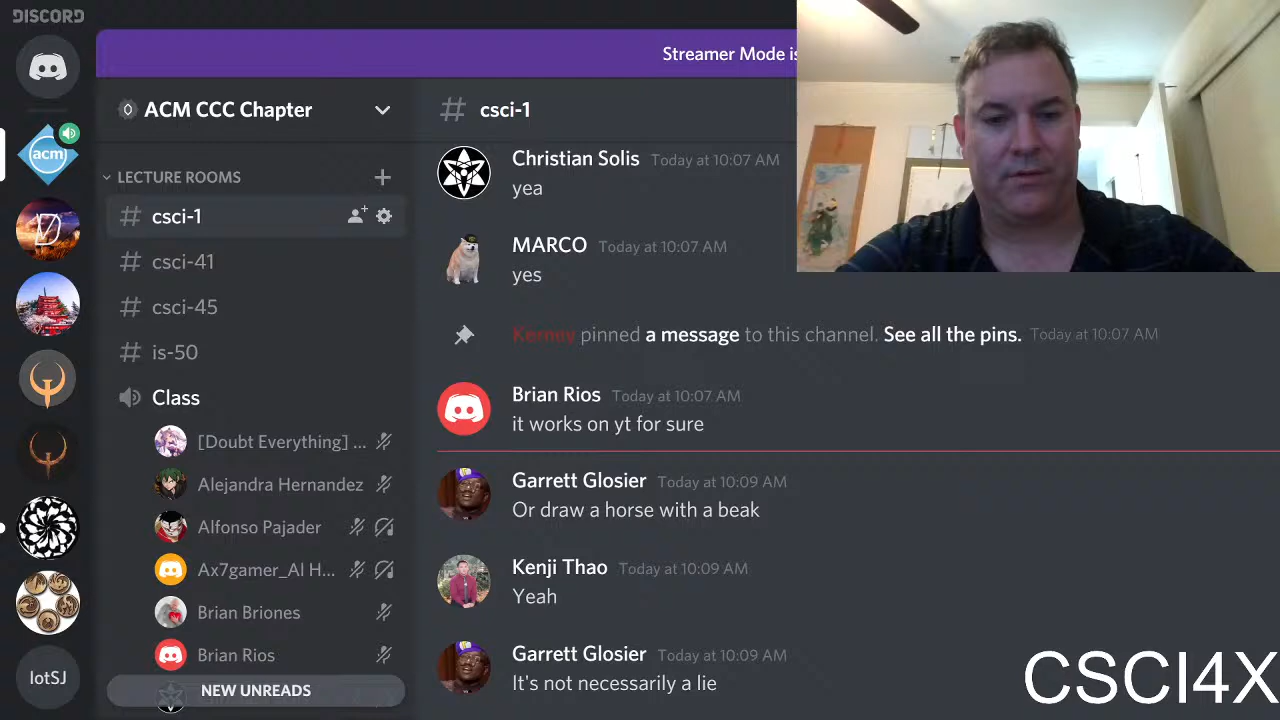 DISCORD
Streamer Mode is
ACM CCC Chapter
# csci-1
LECTURE ROOMS
# csci-1
# csci-41
# csci-45
# is-50
Class
[Doubt Everything] ...
Alejandra Hernandez
Alfonso Pajader
Ax7gamer_Al H...
Brian Briones
Brian Rios
NEW UNREADS
acm
IotSJ
Christian Solis Today at 10:07 AM
yea
MARCO Today at 10:07 AM
yes
Kerney pinned a message to this channel. See all the pins. Today at 10:07 AM
Brian Rios Today at 10:07 AM
it works on yt for sure
Garrett Glosier Today at 10:09 AM
Or draw a horse with a beak
Kenji Thao Today at 10:09 AM
Yeah
Garrett Glosier Today at 10:09 AM
It's not necessarily a lie
CSCI4X